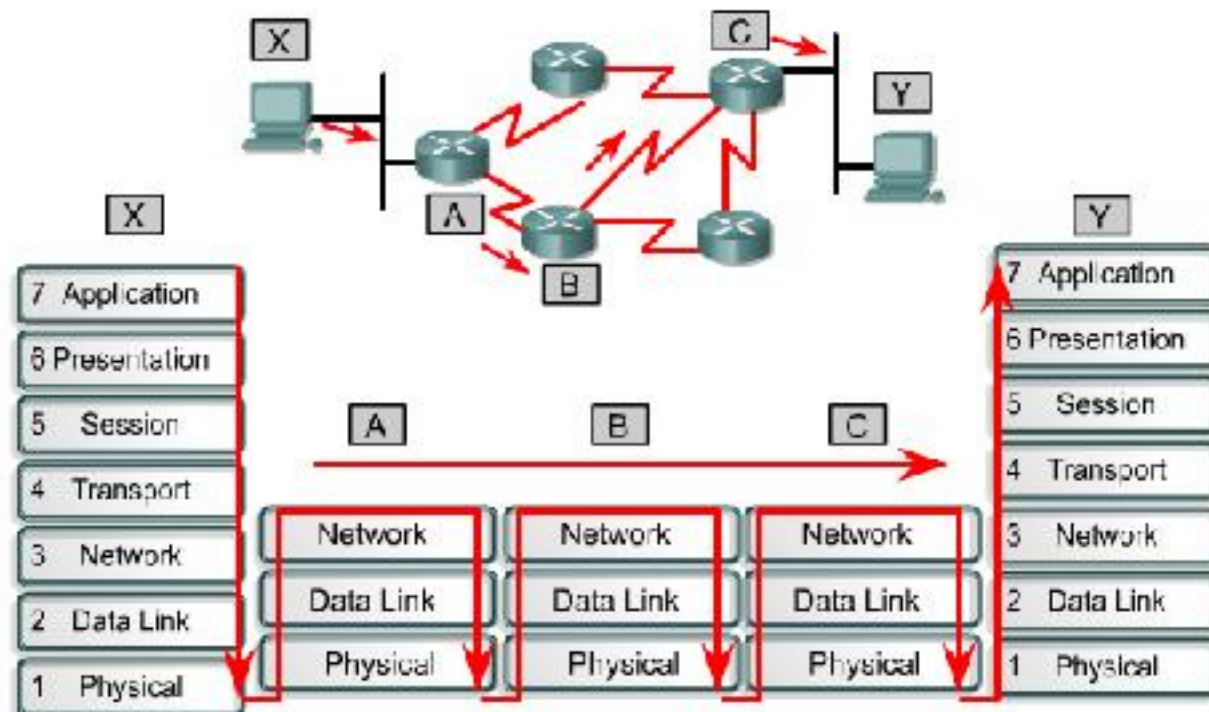 X
C
Y
A
B
X
7 Application
6 Presentation
5 Session
4 Transport
3 Network
2 Data Link
1 Physical
A
B
C
Network
Data Link
Physical
Network
Data Link
Physical
Network
Data Link
Physical
Y
7 Application
6 Presentation
5 Session
4 Transport
3 Network
2 Data Link
1 Physical